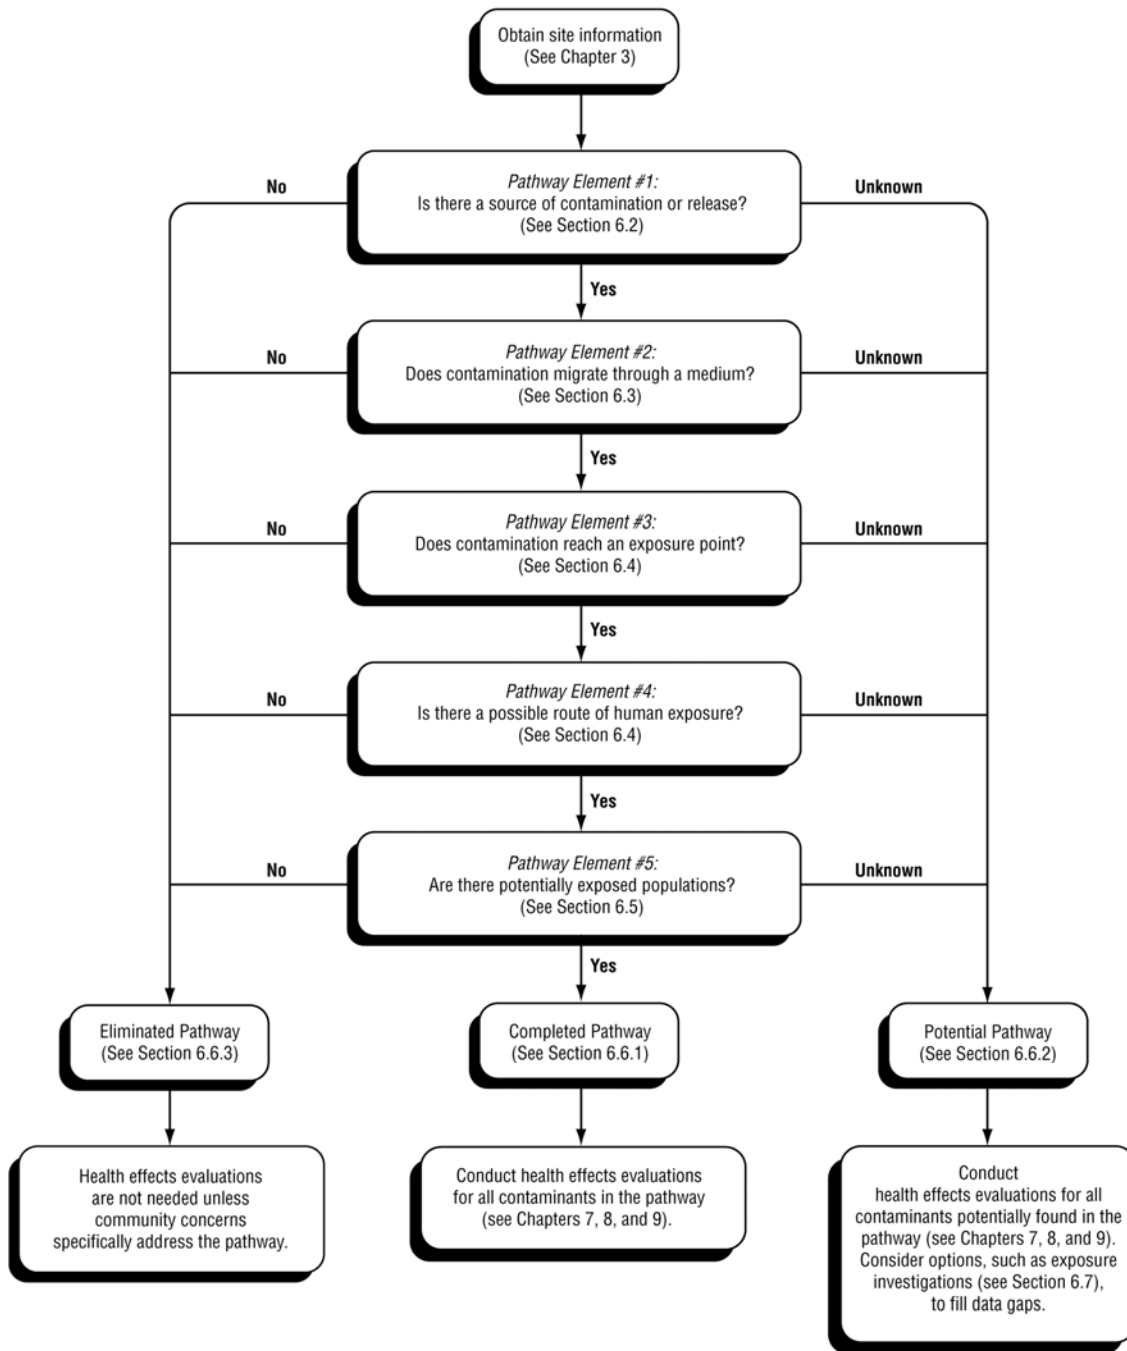 Obtain site information
(See Chapter 3)
No
Pathway Element #1:
Is there a source of contamination or release?
(See Section 6.2)
Unknown
Yes
No
Pathway Element #2:
Does contamination migrate through a medium?
(See Section 6.3)
Unknown
Yes
No
Pathway Element #3:
Does contamination reach an exposure point?
(See Section 6.4)
Unknown
Yes
No
Pathway Element #4:
Is there a possible route of human exposure?
(See Section 6.4)
Unknown
Yes
No
Pathway Element #5:
Are there potentially exposed populations?
(See Section 6.5)
Unknown
Yes
Eliminated Pathway
(See Section 6.6.3)
Completed Pathway
(See Section 6.6.1)
Potential Pathway
(See Section 6.6.2)
Health effects evaluations
are not needed unless
community concerns
specifically address the pathway.
Conduct health effects evaluations
for all contaminants in the pathway
(see Chapters 7, 8, and 9).
Conduct
health effects evaluations for all
contaminants potentially found in the
pathway (see Chapters 7, 8, and 9).
Consider options, such as exposure
investigations (see Section 6.7),
to fill data gaps.